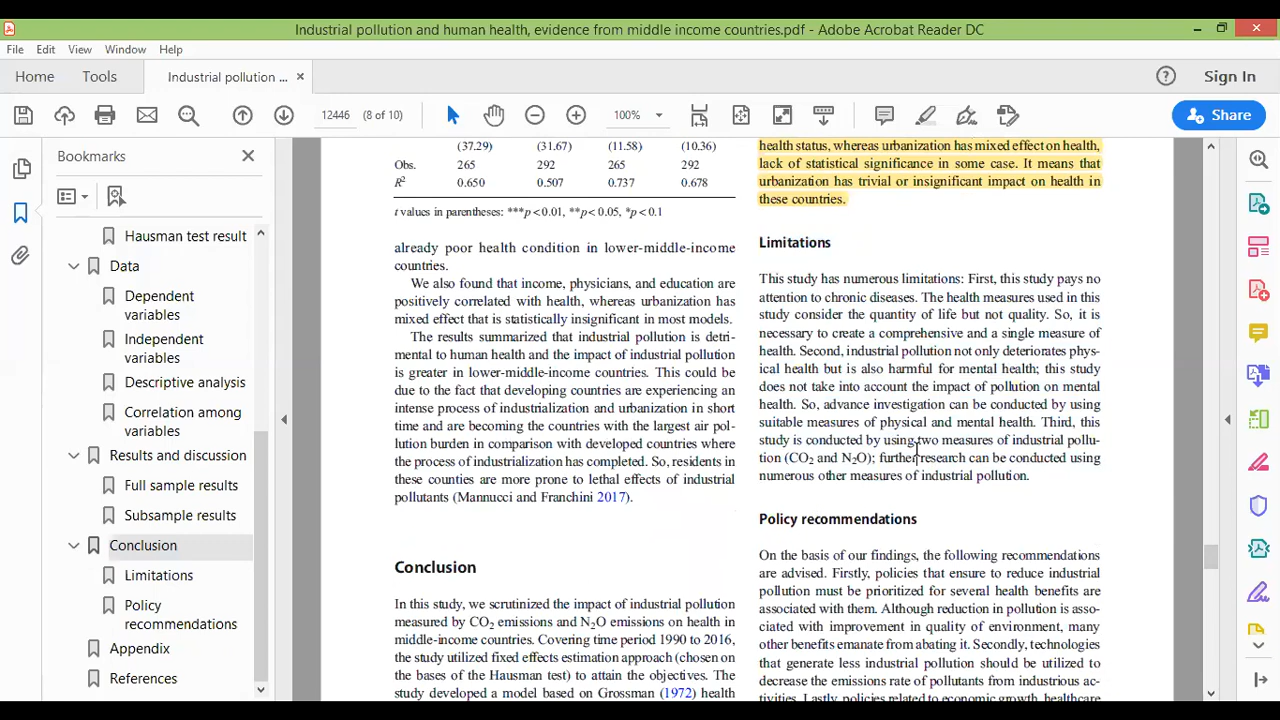 Industrial pollution and human health, evidence from middle income countries.pdf - Adobe Acrobat Reader DC
File Edit View Window Help
Home Tools Industrial pollution ... × Sign In
12446 (8 of 10) 100% Share
Bookmarks
Hausman test result
Data
Dependent
variables
Independent
variables
Descriptive analysis
Correlation among
variables
Results and discussion
Full sample results
Subsample results
Conclusion
Limitations
Policy
recommendations
Appendix
References
(37.29) (31.67) (11.58) (10.36)
Obs. 265 292 265 292
R² 0.650 0.507 0.737 0.678
t values in parentheses: ***p < 0.01, **p < 0.05, *p < 0.1
already poor health condition in lower-middle-income
countries.
We also found that income, physicians, and education are
positively correlated with health, whereas urbanization has
mixed effect that is statistically insignificant in most models.
The results summarized that industrial pollution is detri-
mental to human health and the impact of industrial pollution
is greater in lower-middle-income countries. This could be
due to the fact that developing countries are experiencing an
intense process of industrialization and urbanization in short
time and are becoming the countries with the largest air pol-
lution burden in comparison with developed countries where
the process of industrialization has completed. So, residents in
these counties are more prone to lethal effects of industrial
pollutants (Mannucci and Franchini 2017).
Conclusion
In this study, we scrutinized the impact of industrial pollution
measured by CO₂ emissions and N₂O emissions on health in
middle-income countries. Covering time period 1990 to 2016,
the study utilized fixed effects estimation approach (chosen on
the bases of the Hausman test) to attain the objectives. The
study developed a model based on Grossman (1972) health
health status, whereas urbanization has mixed effect on health,
lack of statistical significance in some case. It means that
urbanization has trivial or insignificant impact on health in
these countries.
Limitations
This study has numerous limitations: First, this study pays no
attention to chronic diseases. The health measures used in this
study consider the quantity of life but not quality. So, it is
necessary to create a comprehensive and a single measure of
health. Second, industrial pollution not only deteriorates phys-
ical health but is also harmful for mental health; this study
does not take into account the impact of pollution on mental
health. So, advance investigation can be conducted by using
suitable measures of physical and mental health. Third, this
study is conducted by using two measures of industrial pollu-
tion (CO₂ and N₂O); further research can be conducted using
numerous other measures of industrial pollution.
Policy recommendations
On the basis of our findings, the following recommendations
are advised. Firstly, policies that ensure to reduce industrial
pollution must be prioritized for several health benefits are
associated with them. Although reduction in pollution is asso-
ciated with improvement in quality of environment, many
other benefits emanate from abating it. Secondly, technologies
that generate less industrial pollution should be utilized to
decrease the emissions rate of pollutants from industrious ac-
tivities. Lastly, policies related to economic growth, healthcare